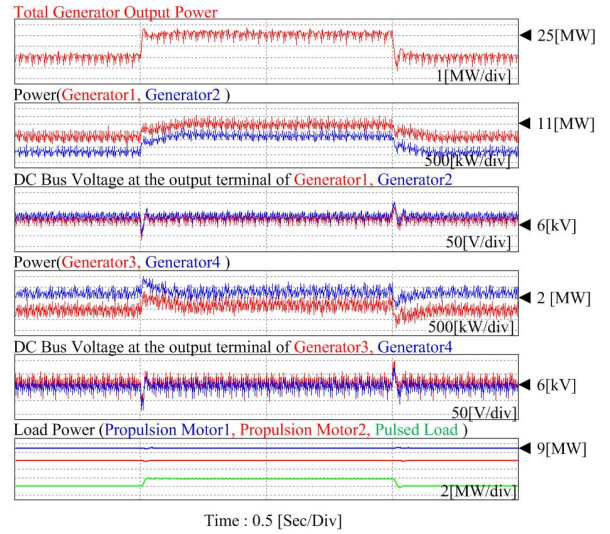 Total Generator Output Power
25[MW]
1[MW/div]
Power(Generator1, Generator2 )
11[MW]
500[kW/div]
DC Bus Voltage at the output terminal of Generator1, Generator2
6[kV]
50[V/div]
Power(Generator3, Generator4 )
2 [MW]
500[kW/div]
DC Bus Voltage at the output terminal of Generator3, Generator4
6[kV]
50[V/div]
Load Power (Propulsion Motor1, Propulsion Motor2, Pulsed Load )
9[MW]
2[MW/div]
Time : 0.5 [Sec/Div]